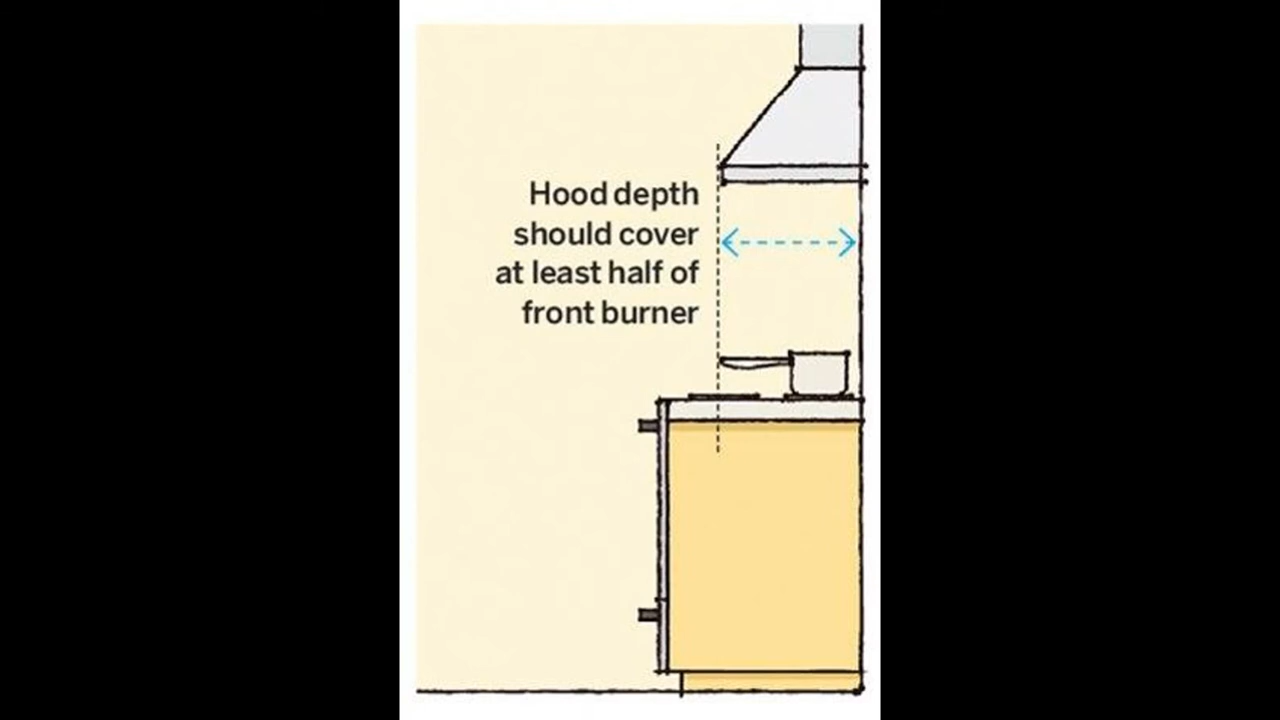 Hood depth
should cover
at least half of
front burner